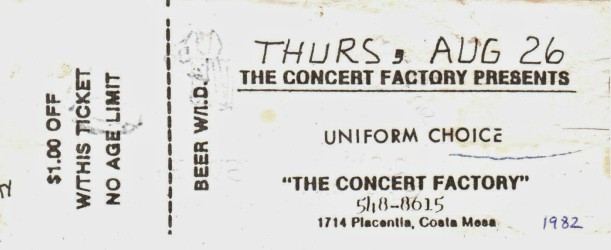 $1.00 OFF
W/THIS TICKET
NO AGE LIMIT
BEER W/I.D.
THURS, AUG 26
THE CONCERT FACTORY PRESENTS
UNIFORM CHOICE
"THE CONCERT FACTORY"
548-8615
1714 Placentia, Costa Mesa
1982